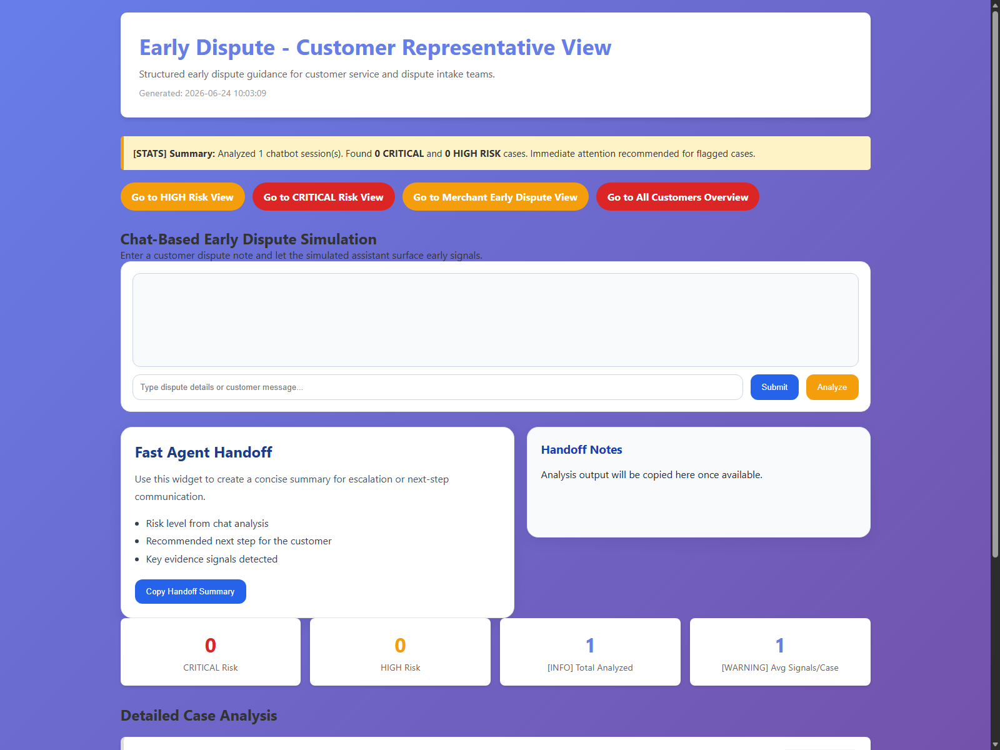 Early Dispute - Customer Representative View
Structured early dispute guidance for customer service and dispute intake teams.
Generated: 2026-06-24 10:03:09
[STATS] Summary: Analyzed 1 chatbot session(s). Found 0 CRITICAL and 0 HIGH RISK cases. Immediate attention recommended for flagged cases.
Go to HIGH Risk View
Go to CRITICAL Risk View
Go to Merchant Early Dispute View
Go to All Customers Overview
Chat-Based Early Dispute Simulation
Enter a customer dispute note and let the simulated assistant surface early signals.
Type dispute details or customer message...
Submit
Analyze
Fast Agent Handoff
Use this widget to create a concise summary for escalation or next-step
communication.
Risk level from chat analysis
Recommended next step for the customer
Key evidence signals detected
Copy Handoff Summary
Handoff Notes
Analysis output will be copied here once available.
0
CRITICAL Risk
0
HIGH Risk
1
[INFO] Total Analyzed
1
[WARNING] Avg Signals/Case
Detailed Case Analysis